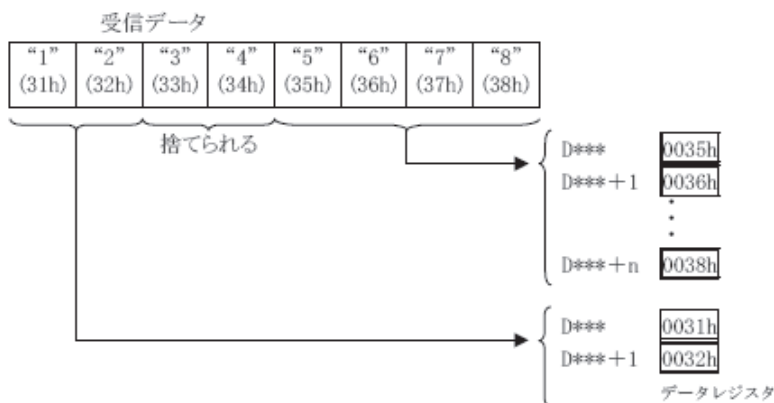 受信データ
“1” “2” “3” “4” “5” “6” “7” “8”
(31h) (32h) (33h) (34h) (35h) (36h) (37h) (38h)
捨てられる
D*** 0035h
D***+1 0036h
D***+n 0038h
D*** 0031h
D***+1 0032h
データレジスタ